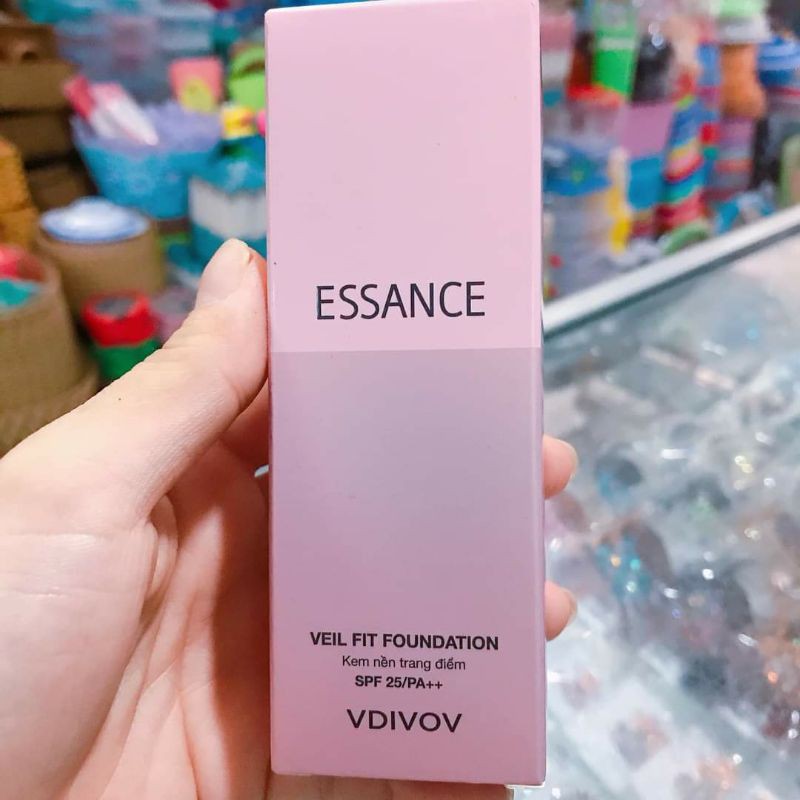 ESSANCE
VEIL FIT FOUNDATION
Kem nền trang điểm
SPF 25/PA++
VDIVOV